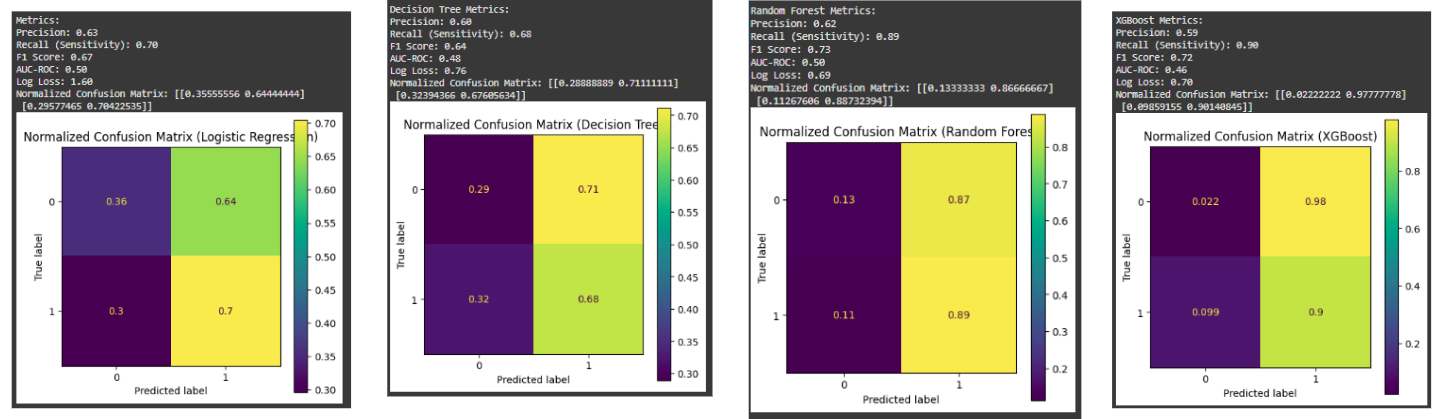 Metrics:
Precision: 0.63
Recall (Sensitivity): 0.70
F1 Score: 0.67
AUC-ROC: 0.50
Log Loss: 1.60
Normalized Confusion Matrix: [[0.35555556 0.64444444]
[0.29577465 0.70422535]]
Normalized Confusion Matrix (Logistic Regression)
0.70
0.65
0.60
0.55
0.50
0.45
0.40
0.35
0.30
True label
0
1
0.36
0.64
0.3
0.7
0
1
Predicted label
Decision Tree Metrics:
Precision: 0.60
Recall (Sensitivity): 0.68
F1 Score: 0.64
AUC-ROC: 0.48
Log Loss: 0.76
Normalized Confusion Matrix: [[0.28888889 0.71111111]
[0.32394366 0.67605634]]
Normalized Confusion Matrix (Decision Tree
0.70
0.65
0.60
0.55
0.50
0.45
0.40
0.35
0.30
True label
0
1
0.29
0.71
0.32
0.68
0
1
Predicted label
Random Forest Metrics:
Precision: 0.62
Recall (Sensitivity): 0.89
F1 Score: 0.73
AUC-ROC: 0.50
Log Loss: 0.69
Normalized Confusion Matrix: [[0.13333333 0.86666667]
[0.11267606 0.88732394]]
Normalized Confusion Matrix (Random Fores
0.8
0.7
0.6
0.5
0.4
0.3
0.2
True label
0
1
0.13
0.87
0.11
0.89
0
1
Predicted label
XGBoost Metrics:
Precision: 0.59
Recall (Sensitivity): 0.90
F1 Score: 0.72
AUC-ROC: 0.46
Log Loss: 0.70
Normalized Confusion Matrix: [[0.02222222 0.97777778]
[0.09859155 0.90140845]]
Normalized Confusion Matrix (XGBoost)
0.8
0.6
0.4
0.2
True label
0
1
0.022
0.98
0.099
0.9
0
1
Predicted label